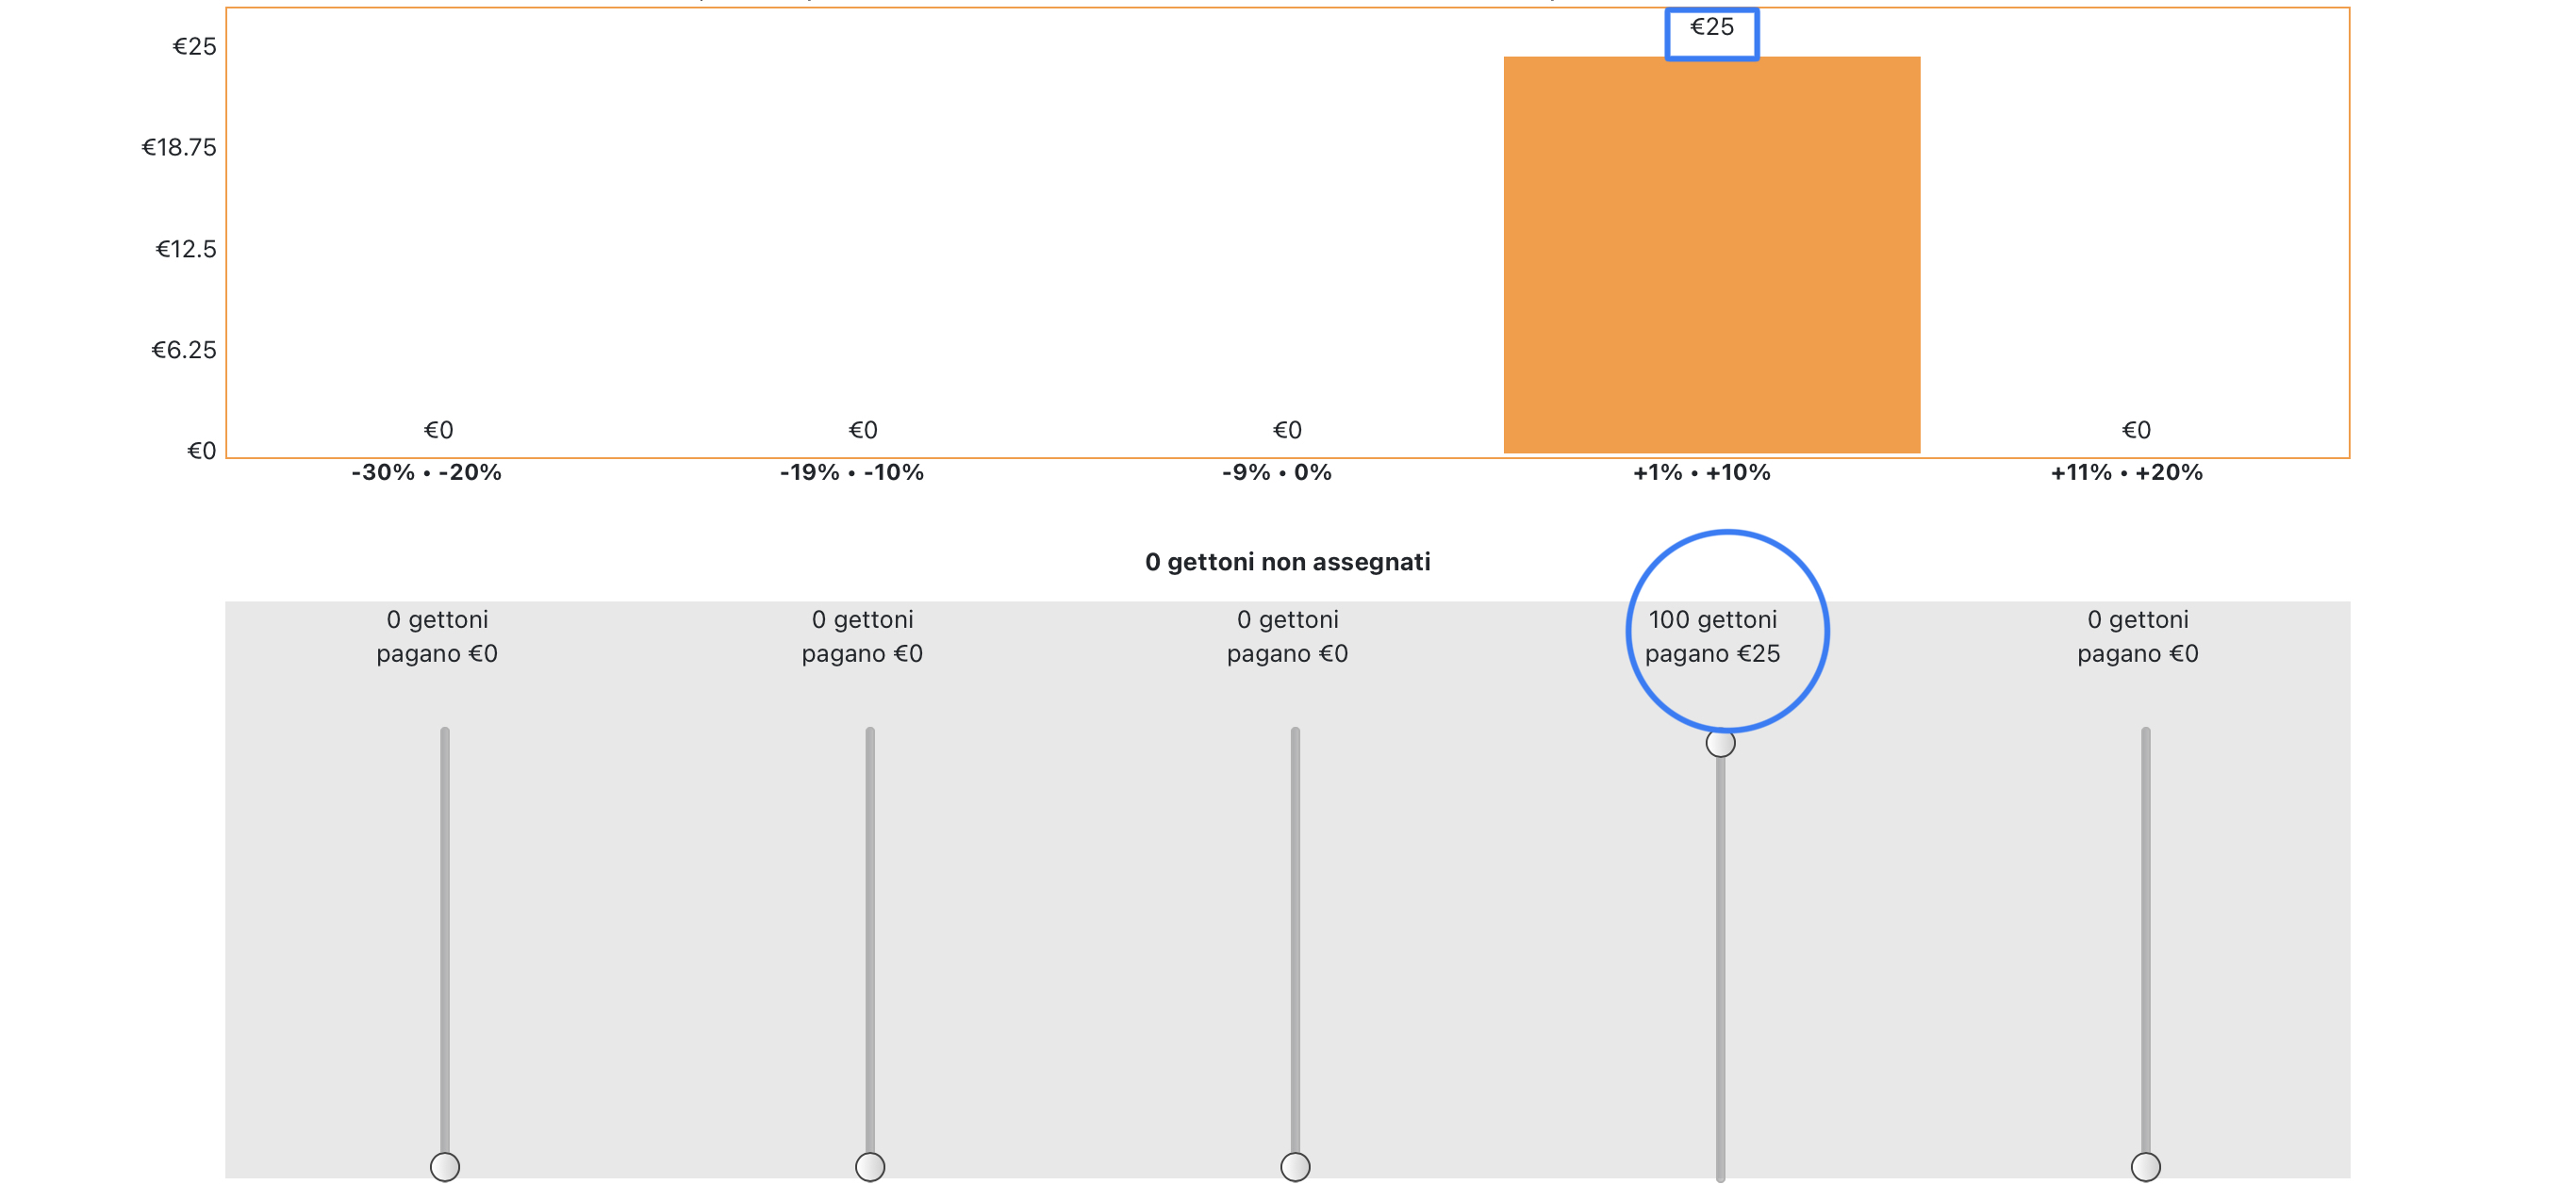 €25
€25
€18.75
€12.5
€6.25
€0
€0 €0 €0 €0
-30% • -20% -19% • -10% -9% • 0% +1% • +10% +11% • +20%
0 gettoni non assegnati
0 gettoni 0 gettoni 0 gettoni 100 gettoni 0 gettoni
pagano €0 pagano €0 pagano €0 pagano €25 pagano €0